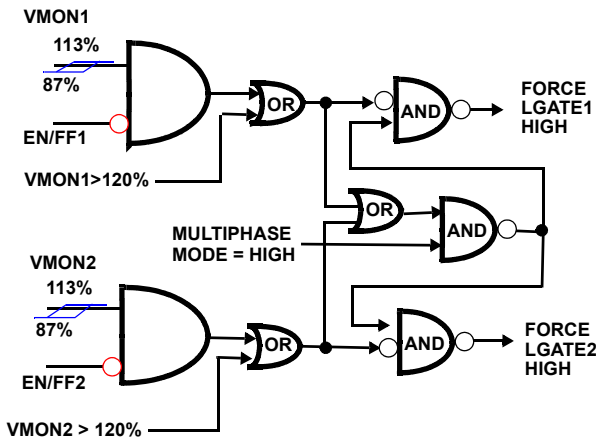 VMON1
113%
87%
EN/FF1
VMON1>120%
OR
AND
FORCE
LGATE1
HIGH
OR
AND
MULTIPHASE
MODE = HIGH
VMON2
113%
87%
EN/FF2
VMON2 > 120%
OR
AND
FORCE
LGATE2
HIGH